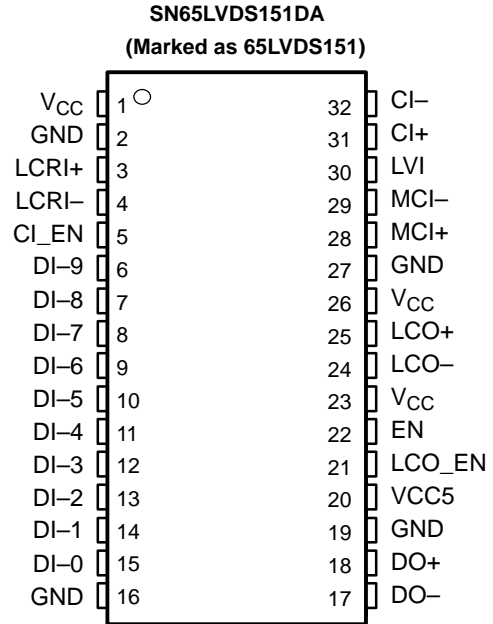 SN65LVDS151DA
(Marked as 65LVDS151)
VCC 1 32 CI–
GND 2 31 CI+
LCRI+ 3 30 LVI
LCRI– 4 29 MCI–
CI_EN 5 28 MCI+
DI–9 6 27 GND
DI–8 7 26 VCC
DI–7 8 25 LCO+
DI–6 9 24 LCO–
DI–5 10 23 VCC
DI–4 11 22 EN
DI–3 12 21 LCO_EN
DI–2 13 20 VCC5
DI–1 14 19 GND
DI–0 15 18 DO+
GND 16 17 DO–